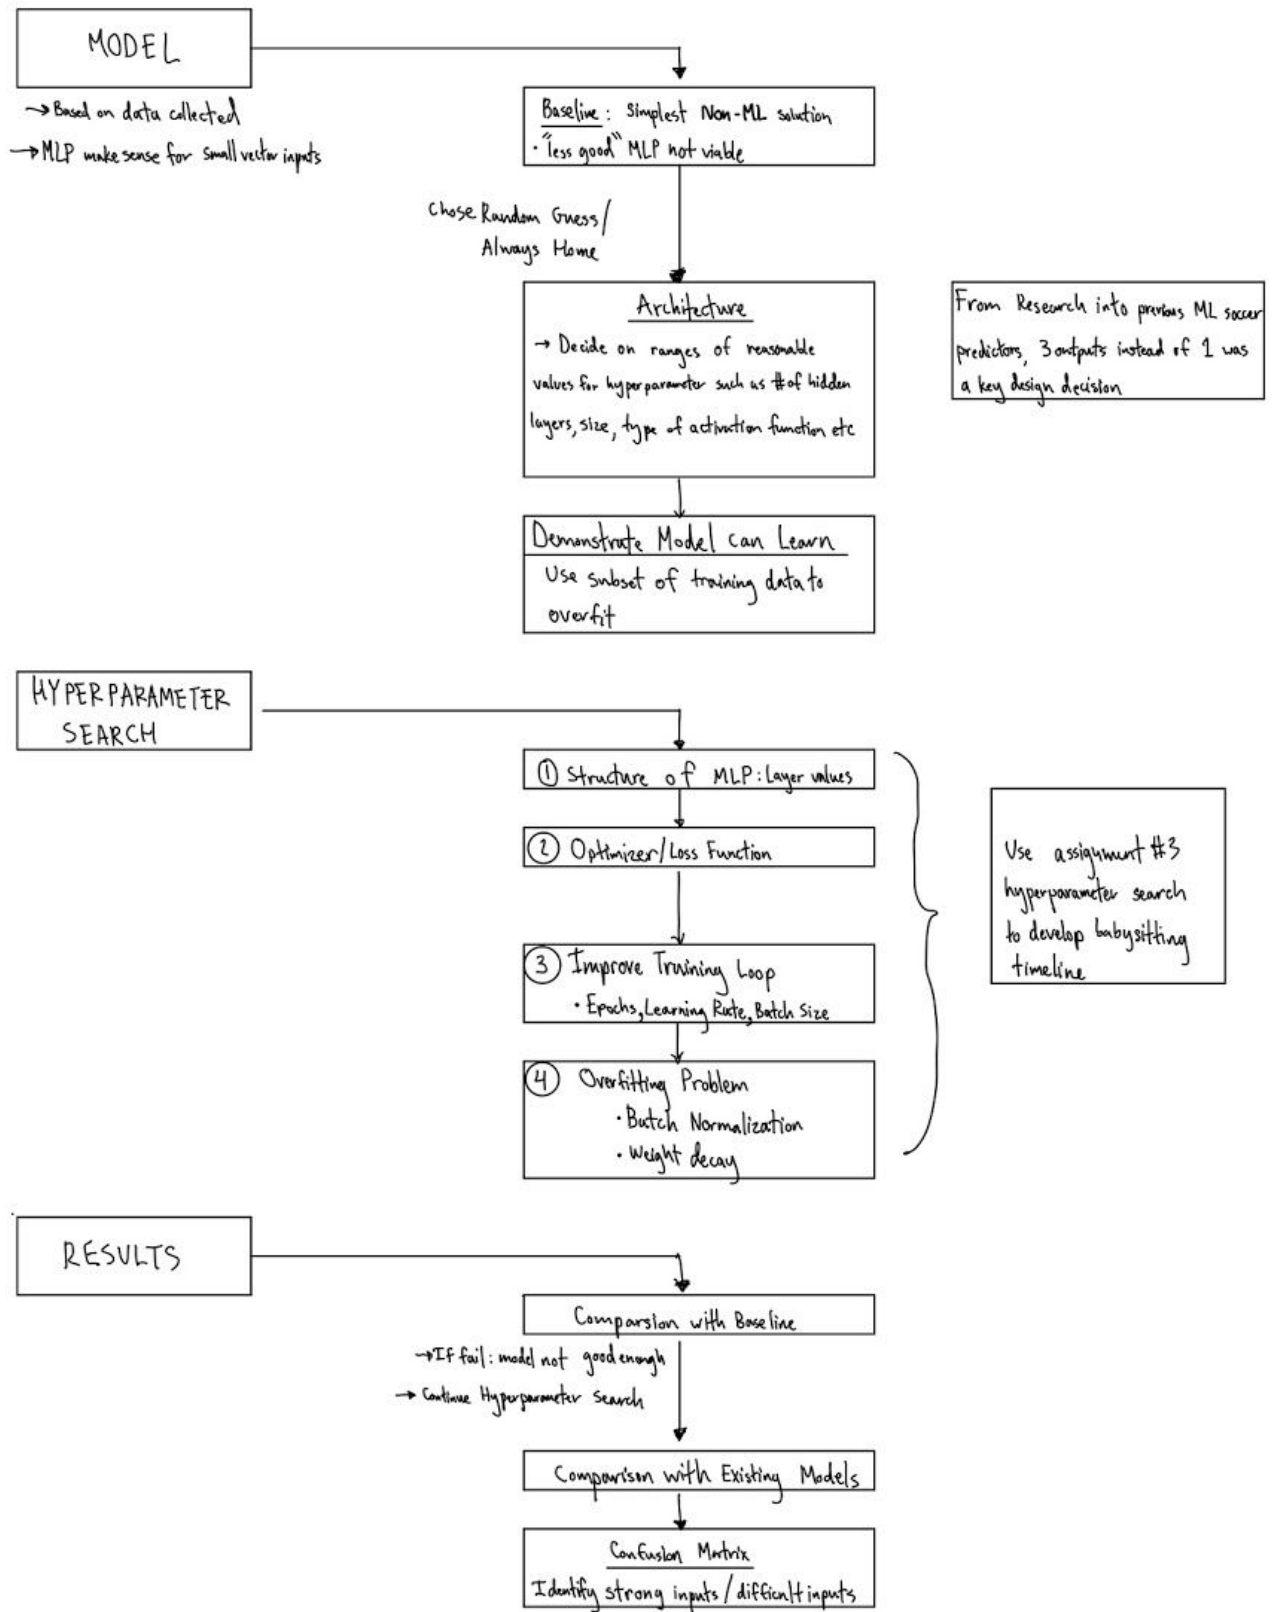 MODEL
→ Based on data collected
→ MLP make sense for small vector inputs
Baseline: Simplest Non-ML solution
• "less good" MLP not viable
Chose Random Guess/
Always Home
Architecture
→ Decide on ranges of reasonable
values for hyperparameter such as # of hidden
layers, size, type of activation function etc
From Research into previous ML soccer
predictors, 3 outputs instead of 1 was
a key design decision
Demonstrate Model can Learn
Use subset of training data to
overfit
HYPERPARAMETER
SEARCH
① Structure of MLP: Layer values
② Optimizer/Loss Function
③ Improve Training Loop
• Epochs, Learning Rate, Batch Size
④ Overfitting Problem
• Batch Normalization
• Weight decay
Use assignment #3
hyperparameter search
to develop babysitting
timeline
RESULTS
Comparsion with Baseline
→ If fail: model not good enough
→ Continue Hyperparameter Search
Comparison with Existing Models
Confusion Matrix
Identify strong inputs / difficult inputs